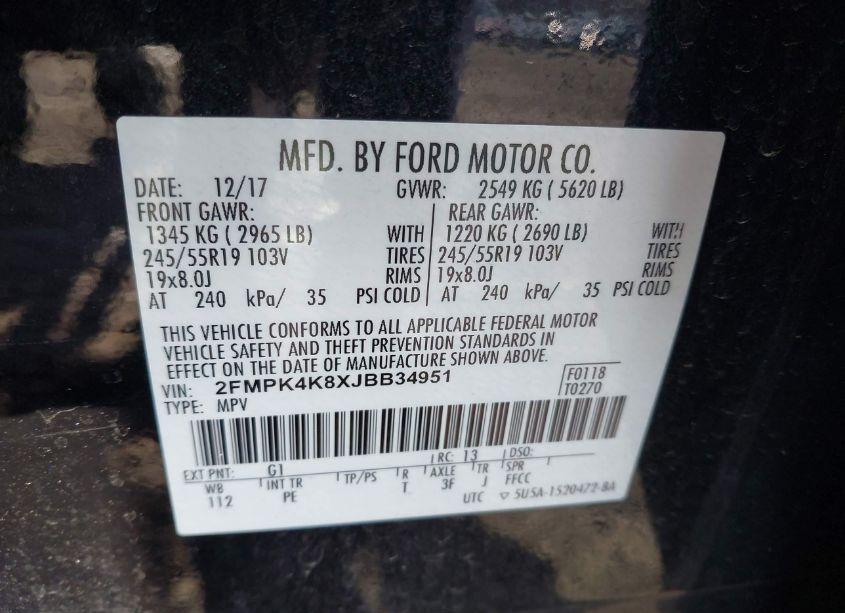 MFD. BY FORD MOTOR CO.
DATE: 12/17 GVWR: 2549 KG ( 5620 LB)
FRONT GAWR: REAR GAWR:
1345 KG ( 2965 LB) WITH 1220 KG ( 2690 LB) WITH
245/55R19 103V TIRES 245/55R19 103V TIRES
19x8.0J RIMS 19x8.0J RIMS
AT 240 kPa/ 35 PSI COLD AT 240 kPa/ 35 PSI COLD
THIS VEHICLE CONFORMS TO ALL APPLICABLE FEDERAL MOTOR
VEHICLE SAFETY AND THEFT PREVENTION STANDARDS IN
EFFECT ON THE DATE OF MANUFACTURE SHOWN ABOVE.
VIN: 2FMPK4K8XJBB34951 F0118
TYPE: MPV T0270
EXT PNT: G1 RC: 13 DSO:
WB INT TR TP/PS R AXLE TR SPR
112 PE T 3F J FFCC
UTC ▽ 5U5A-1520472-BA